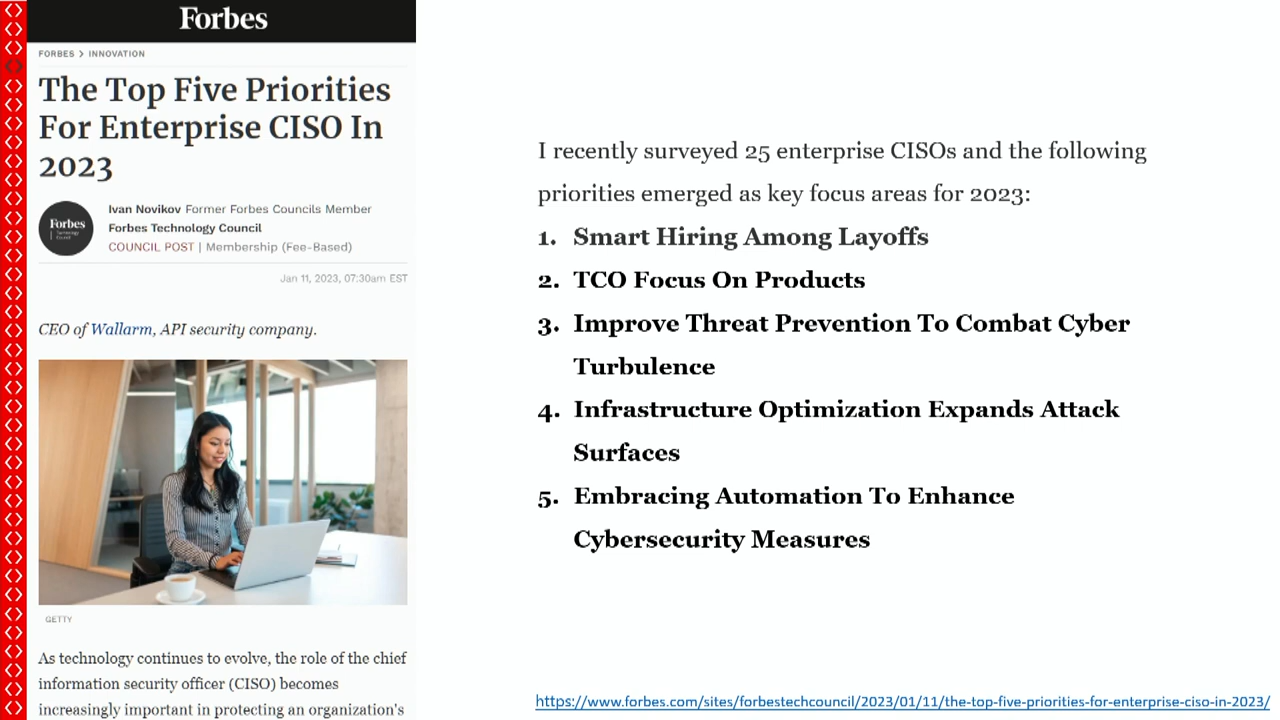 Forbes
FORBES > INNOVATION
The Top Five Priorities
For Enterprise CISO In
2023
Forbes
Technology
Council
Ivan Novikov Former Forbes Councils Member
Forbes Technology Council
COUNCIL POST | Membership (Fee-Based)
Jan 11, 2023, 07:30am EST
CEO of Wallarm, API security company.
GETTY
As technology continues to evolve, the role of the chief
information security officer (CISO) becomes
increasingly important in protecting an organization's
I recently surveyed 25 enterprise CISOs and the following
priorities emerged as key focus areas for 2023:
1. Smart Hiring Among Layoffs
2. TCO Focus On Products
3. Improve Threat Prevention To Combat Cyber
Turbulence
4. Infrastructure Optimization Expands Attack
Surfaces
5. Embracing Automation To Enhance
Cybersecurity Measures
https://www.forbes.com/sites/forbestechcouncil/2023/01/11/the-top-five-priorities-for-enterprise-ciso-in-2023/